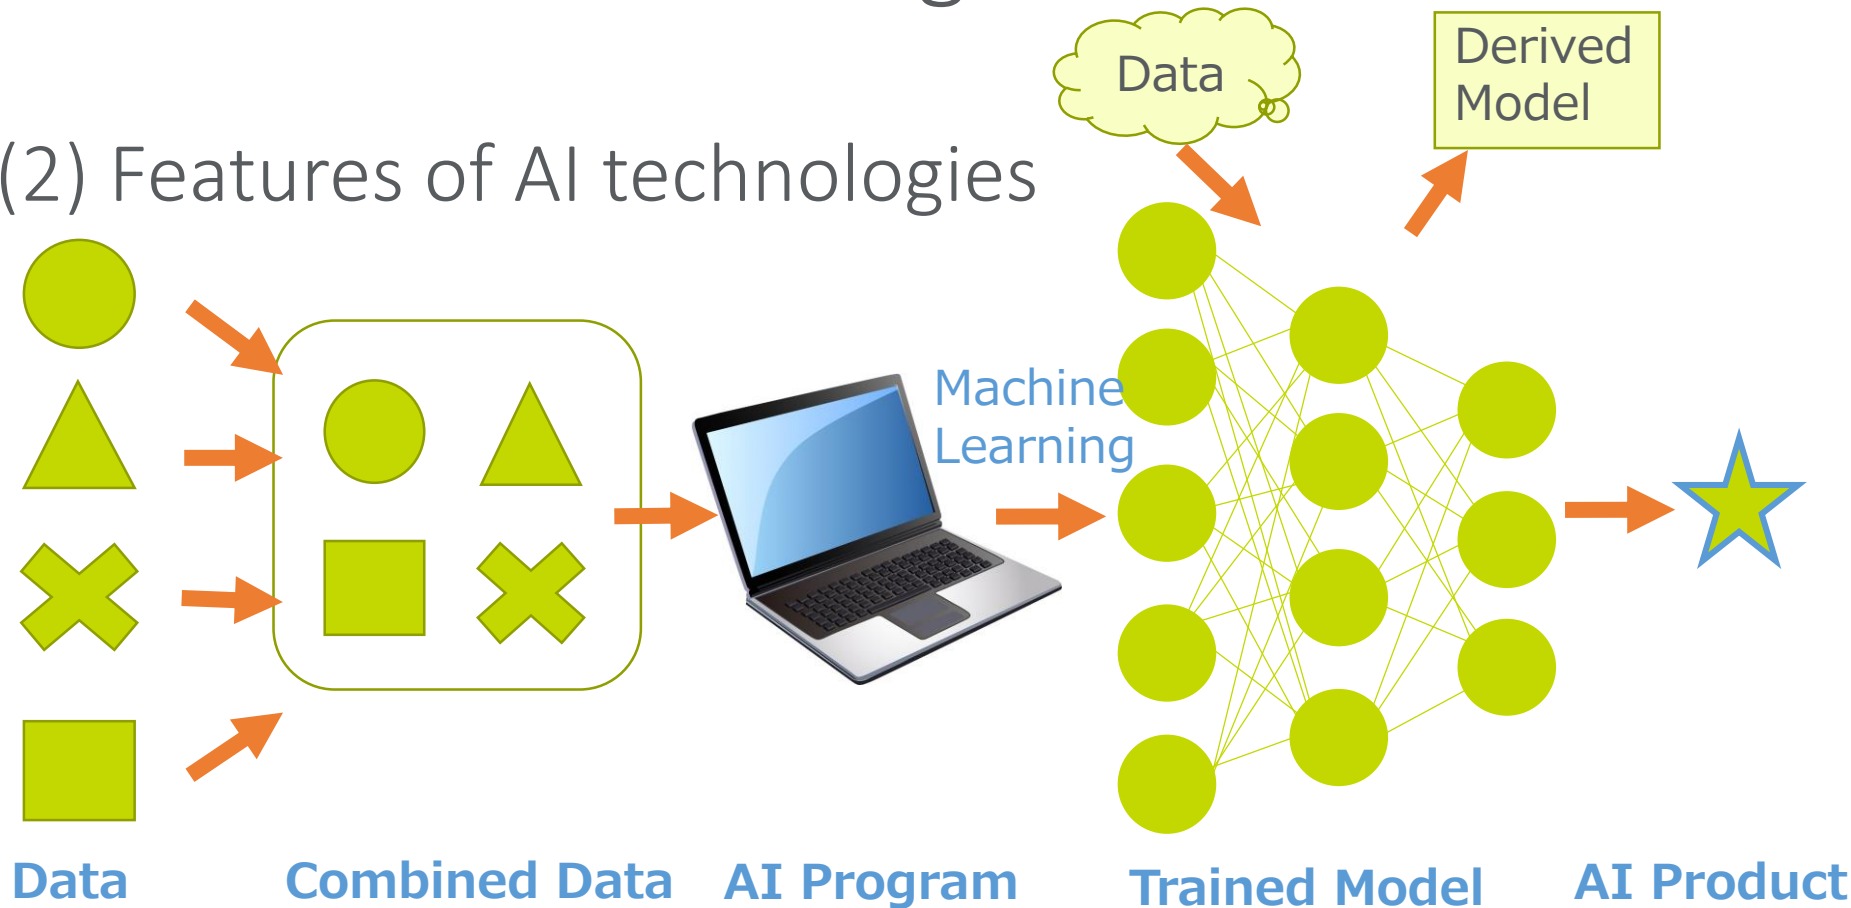 Data
Derived
Model
(2) Features of AI technologies
Machine
Learning
Data
Combined Data
AI Program
Trained Model
AI Product